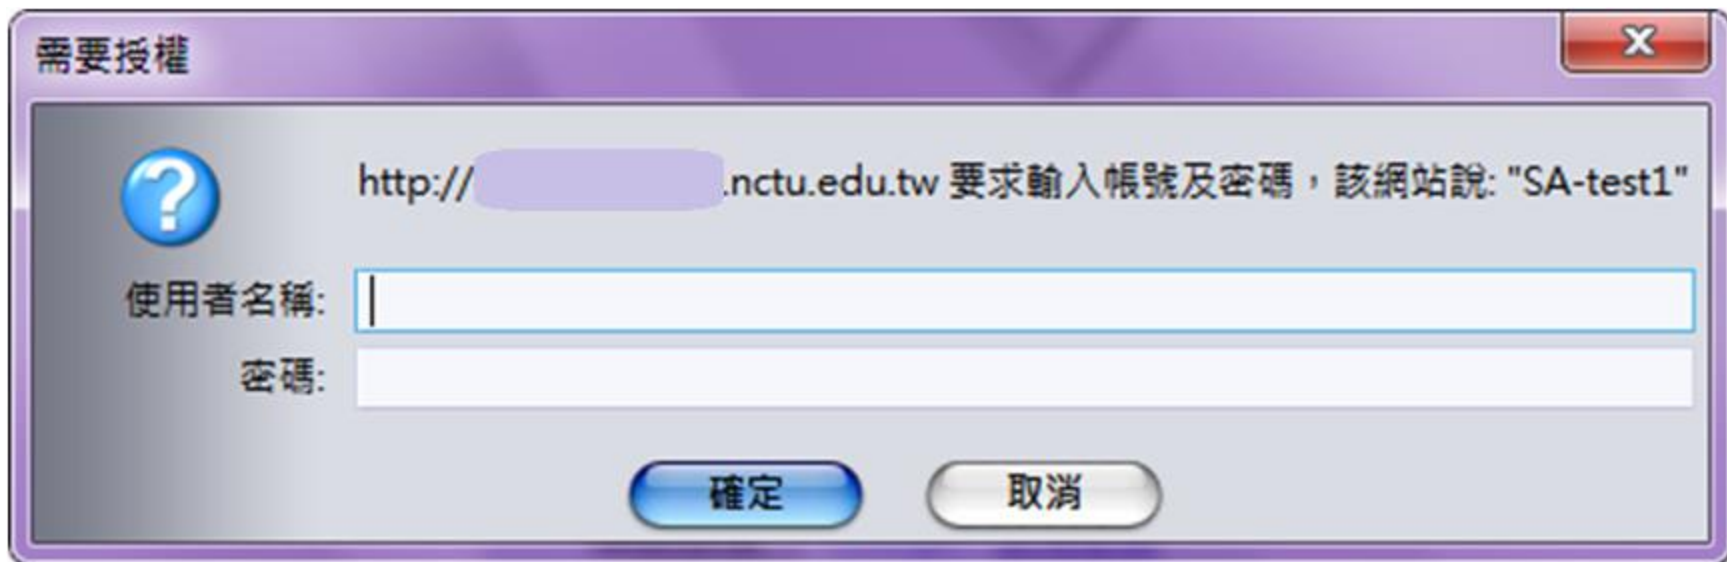 需要授權
http:// .nctu.edu.tw 要求輸入帳號及密碼，該網站說: "SA-test1"
使用者名稱:
密碼:
確定
取消